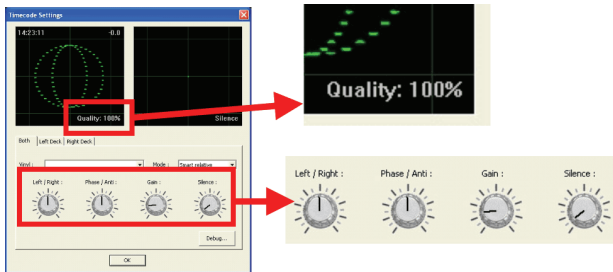 Timecode Settings
14:23:11 -0.0
Quality: 100% Silence
Both Left Deck Right Deck
Vinyl : Mode : Smart relative
Left / Right : Phase / Anti : Gain : Silence :
Debug...
OK
Quality: 100%
Left / Right : Phase / Anti : Gain : Silence :